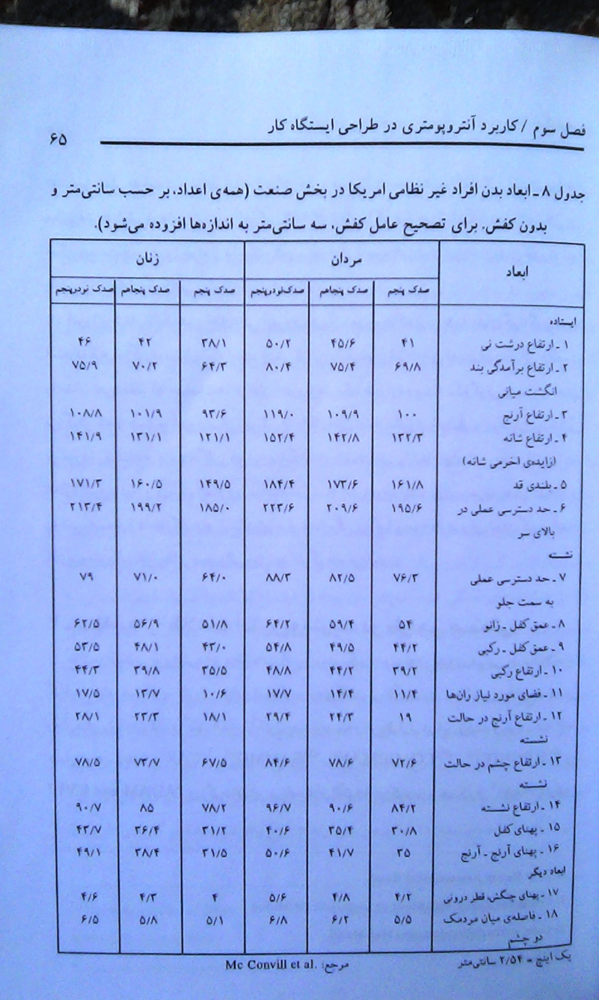 فصل سوم / کاربرد آنتروپومتری در طراحی ایستگاه کار
۶۵
جدول ۸ ـ ابعاد بدن افراد غیر نظامی امریکا در بخش صنعت (همه‌ی اعداد، بر حسب سانتی‌متر و
بدون کفش. برای تصحیح عامل کفش، سه سانتی‌متر به اندازه‌ها افزوده می‌شود).
ابعاد مردان زنان
صدک پنجم صدک پنجاهم صدک نودرپنجم صدک پنجم صدک پنجاهم صدک نودرپنجم
ایستاده
۱ ـ ارتفاع درشت نی ۴۱ ۴۵/۶ ۵۰/۲ ۳۸/۱ ۴۲ ۴۶
۲ ـ ارتفاع برآمدگی بند ۶۹/۸ ۷۵/۴ ۸۰/۴ ۶۴/۳ ۷۰/۲ ۷۵/۹
انگشت میانی
۳ ـ ارتفاع آرنج ۱۰۰ ۱۰۹/۹ ۱۱۹/۰ ۹۳/۶ ۱۰۱/۹ ۱۰۸/۸
۴ ـ ارتفاع شانه ۱۳۲/۳ ۱۴۲/۸ ۱۵۲/۴ ۱۲۱/۱ ۱۳۱/۱ ۱۴۱/۹
(زایده‌ی اخرمی شانه)
۵ ـ بلندی قد ۱۶۱/۸ ۱۷۳/۶ ۱۸۴/۴ ۱۴۹/۵ ۱۶۰/۵ ۱۷۱/۳
۶ ـ حد دسترسی عملی در ۱۹۵/۶ ۲۰۹/۶ ۲۲۳/۶ ۱۸۵/۰ ۱۹۹/۲ ۲۱۳/۴
بالای سر
نشسته
۷ ـ حد دسترسی عملی ۷۶/۳ ۸۲/۵ ۸۸/۳ ۶۴/۰ ۷۱/۰ ۷۹
به سمت جلو
۸ ـ عمق کفل ـ زانو ۵۴ ۵۹/۴ ۶۴/۲ ۵۱/۸ ۵۶/۹ ۶۲/۵
۹ ـ عمق کفل ـ رکبی ۴۴/۲ ۴۹/۵ ۵۴/۸ ۴۳/۰ ۴۸/۱ ۵۳/۵
۱۰ ـ ارتفاع رکبی ۳۹/۲ ۴۴/۲ ۴۸/۸ ۳۵/۵ ۳۹/۸ ۴۴/۳
۱۱ ـ فضای مورد نیاز ران‌ها ۱۱/۴ ۱۴/۴ ۱۷/۷ ۱۰/۶ ۱۳/۷ ۱۷/۵
۱۲ ـ ارتفاع آرنج در حالت ۱۹ ۲۴/۳ ۲۹/۴ ۱۸/۱ ۲۳/۳ ۲۸/۱
نشسته
۱۳ ـ ارتفاع چشم در حالت ۷۲/۶ ۷۸/۶ ۸۴/۶ ۶۷/۵ ۷۳/۷ ۷۸/۵
نشسته
۱۴ ـ ارتفاع نشسته ۸۴/۲ ۹۰/۶ ۹۶/۷ ۷۸/۲ ۸۵ ۹۰/۷
۱۵ ـ پهنای کفل ۳۰/۸ ۳۵/۴ ۴۰/۶ ۳۱/۲ ۳۶/۴ ۴۳/۷
۱۶ ـ پهنای آرنج ـ آرنج ۳۵ ۴۱/۷ ۵۰/۶ ۳۱/۵ ۳۸/۴ ۴۹/۱
ابعاد دیگر
۱۷ ـ پهنای چنگش، قطر درونی ۴/۲ ۴/۸ ۵/۶ ۴ ۴/۳ ۴/۶
۱۸ ـ فاصله‌ی میان مردمک ۵/۵ ۶/۲ ۶/۸ ۵/۱ ۵/۸ ۶/۵
دو چشم
یک اینچ = ۲/۵۴ سانتی‌متر مرجع: Mc Convill et al.